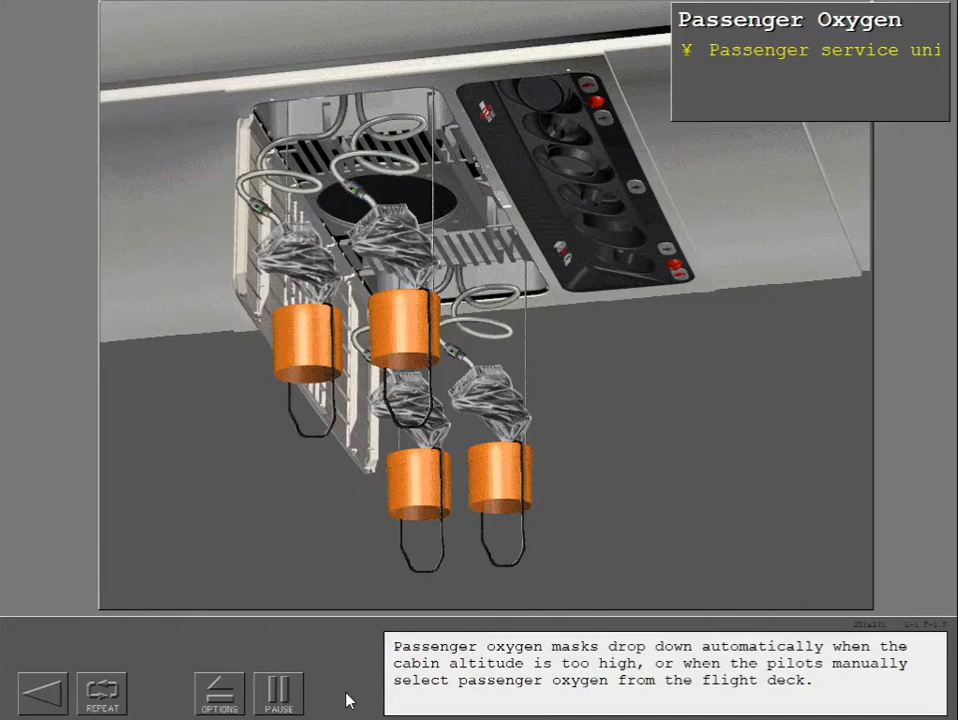 Passenger Oxygen
¥ Passenger service uni
Passenger oxygen masks drop down automatically when the
cabin altitude is too high, or when the pilots manually
select passenger oxygen from the flight deck.
REPEAT
OPTIONS
PAUSE